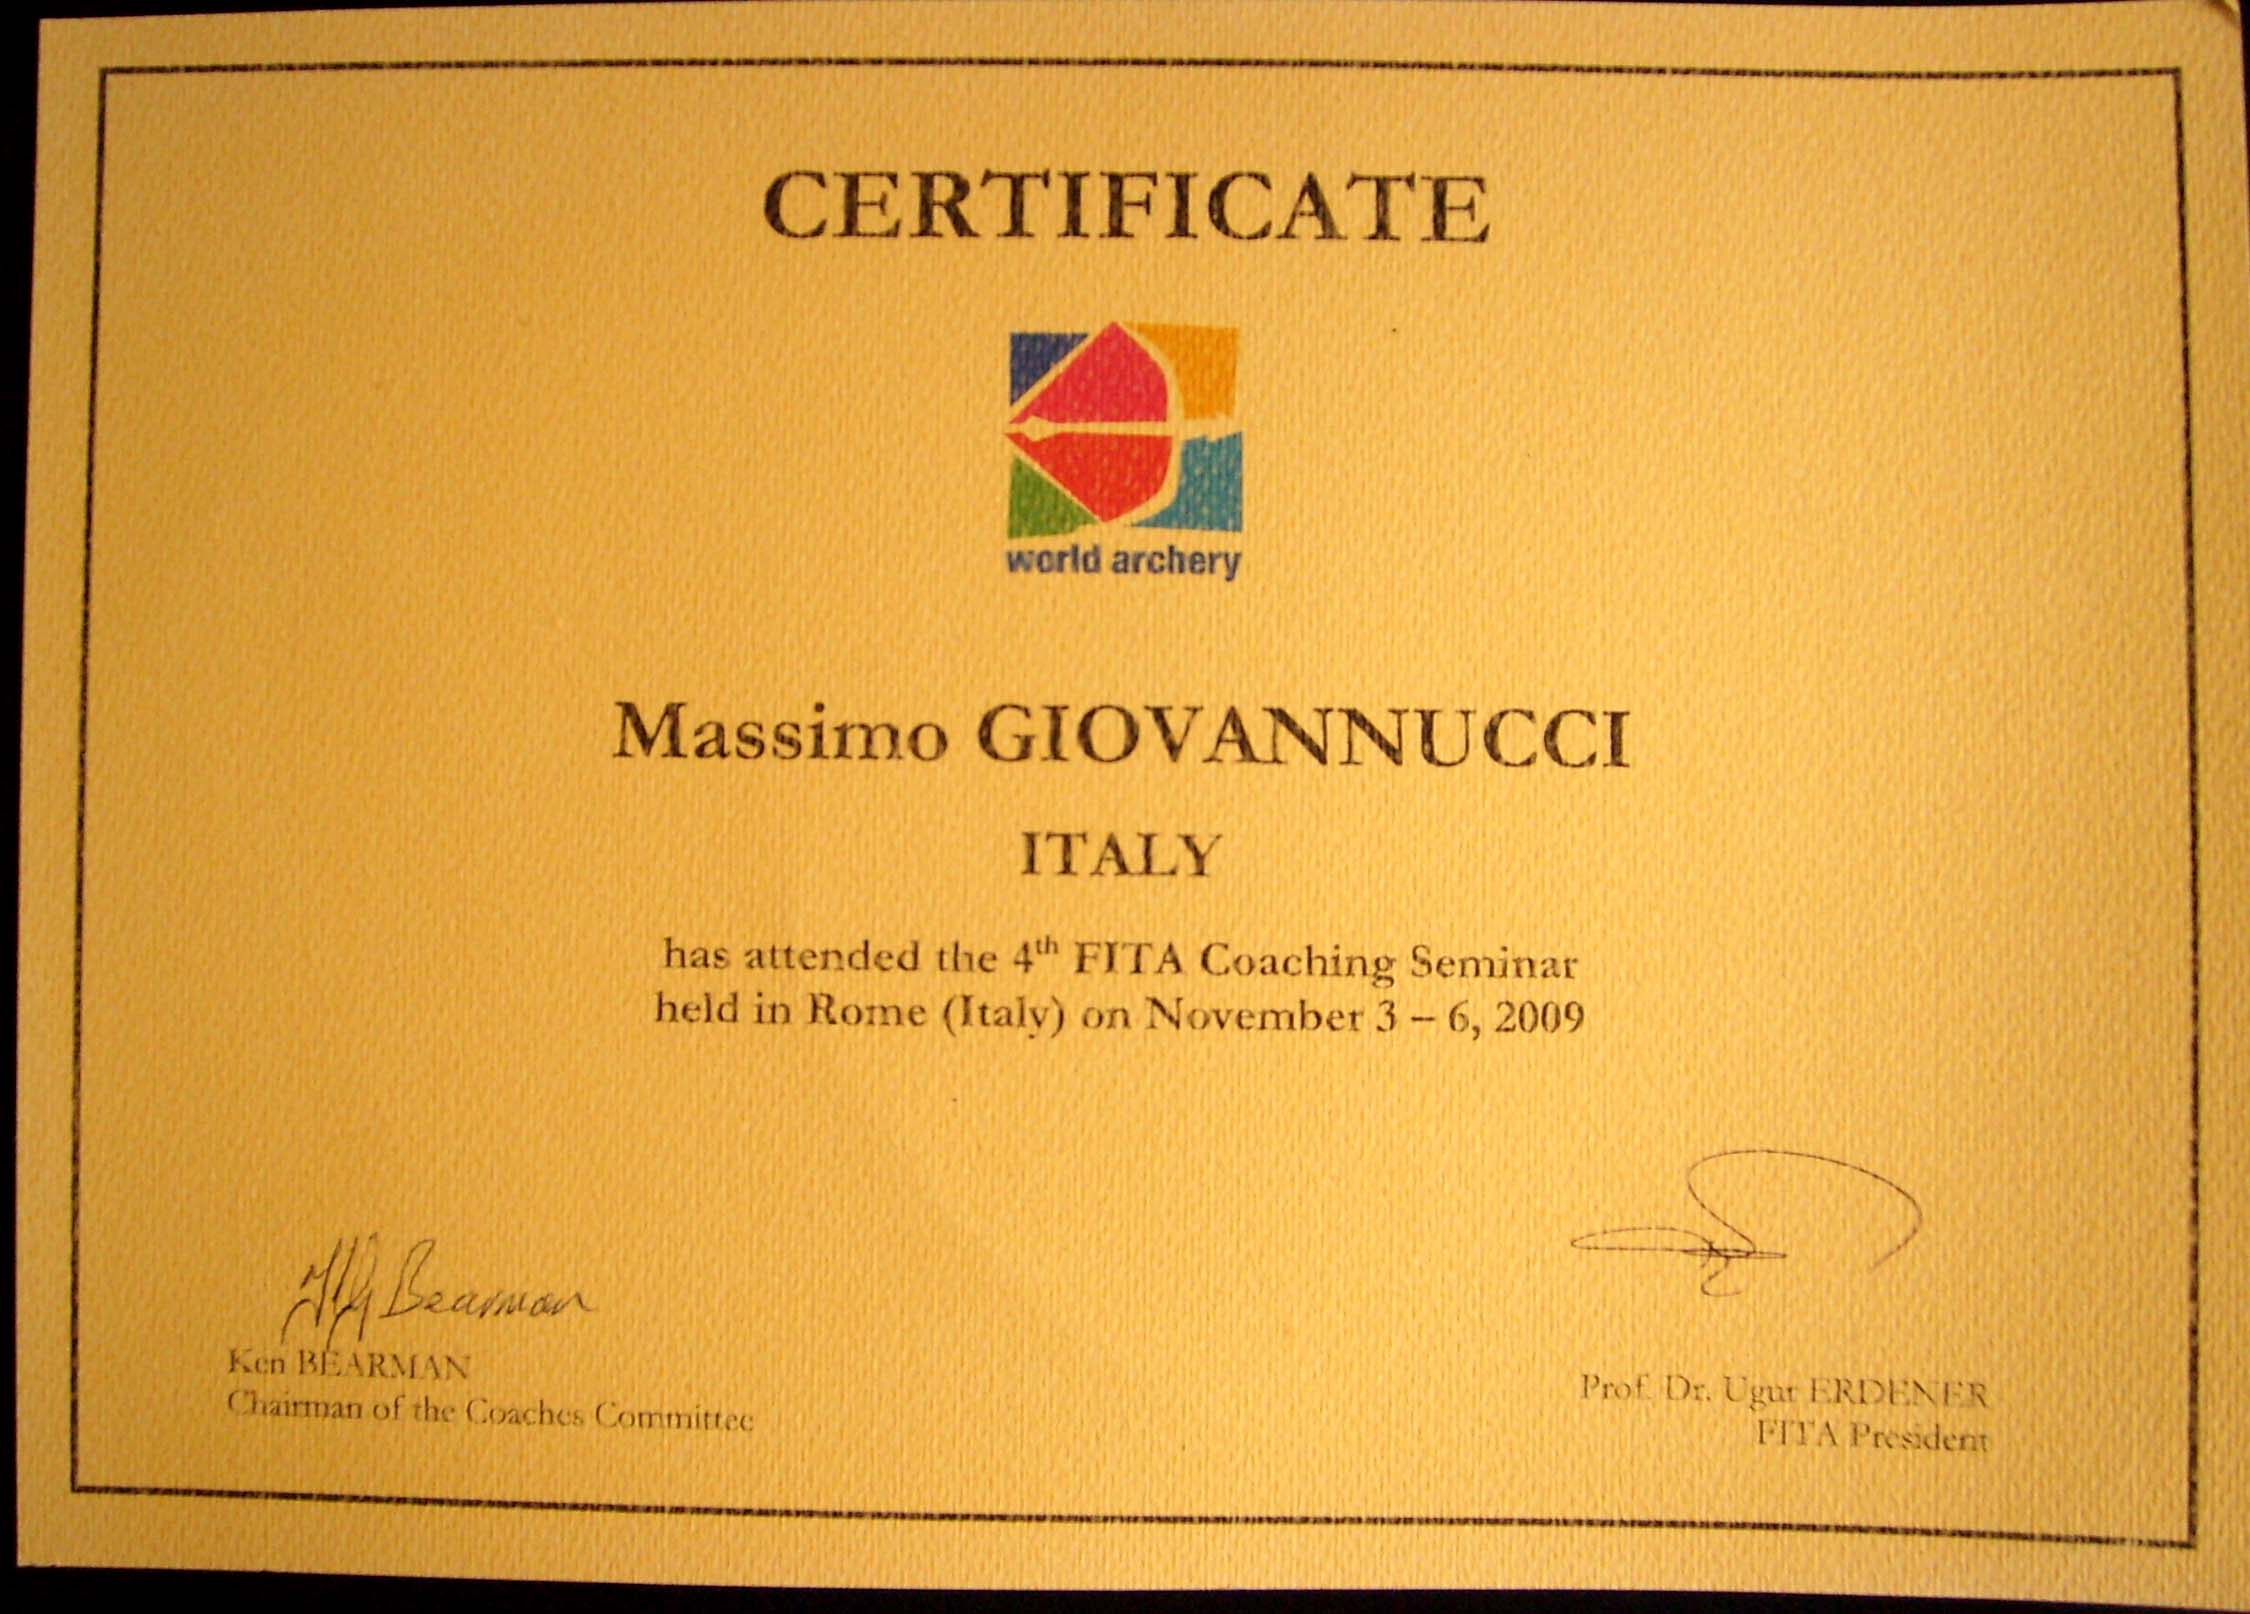 CERTIFICATE
world archery
Massimo GIOVANNUCCI
ITALY
has attended the 4th FITA Coaching Seminar
held in Rome (Italy) on November 3 – 6, 2009
Bearman
Ken BEARMAN
Chairman of the Coaches Committee
Prof. Dr. Ugur ERDENER
FITA President